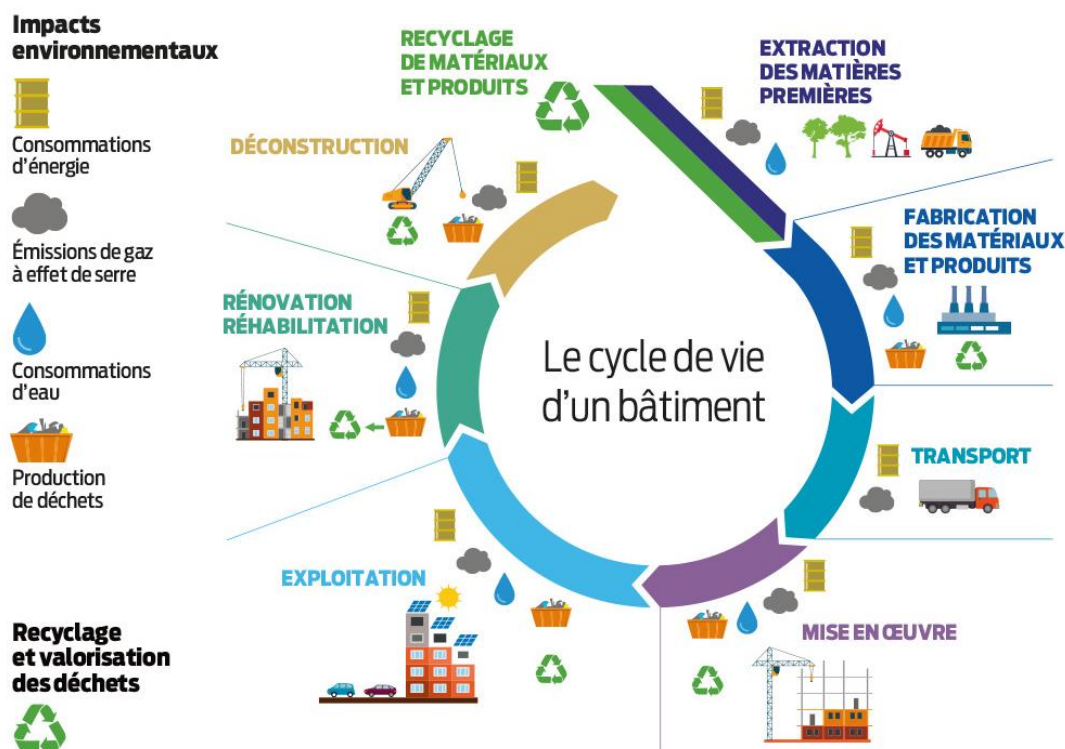 Impacts
environnementaux
Consommations
d’énergie
Émissions de gaz
à effet de serre
Consommations
d’eau
Production
de déchets
Recyclage
et valorisation
des déchets
RECYCLAGE
DE MATÉRIAUX
ET PRODUITS
EXTRACTION
DES MATIÈRES
PREMIÈRES
FABRICATION
DES MATÉRIAUX
ET PRODUITS
TRANSPORT
MISE EN ŒUVRE
EXPLOITATION
RÉNOVATION
RÉHABILITATION
DÉCONSTRUCTION
Le cycle de vie
d’un bâtiment